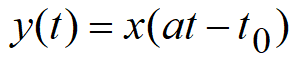 y(t) = x(at − t₀)